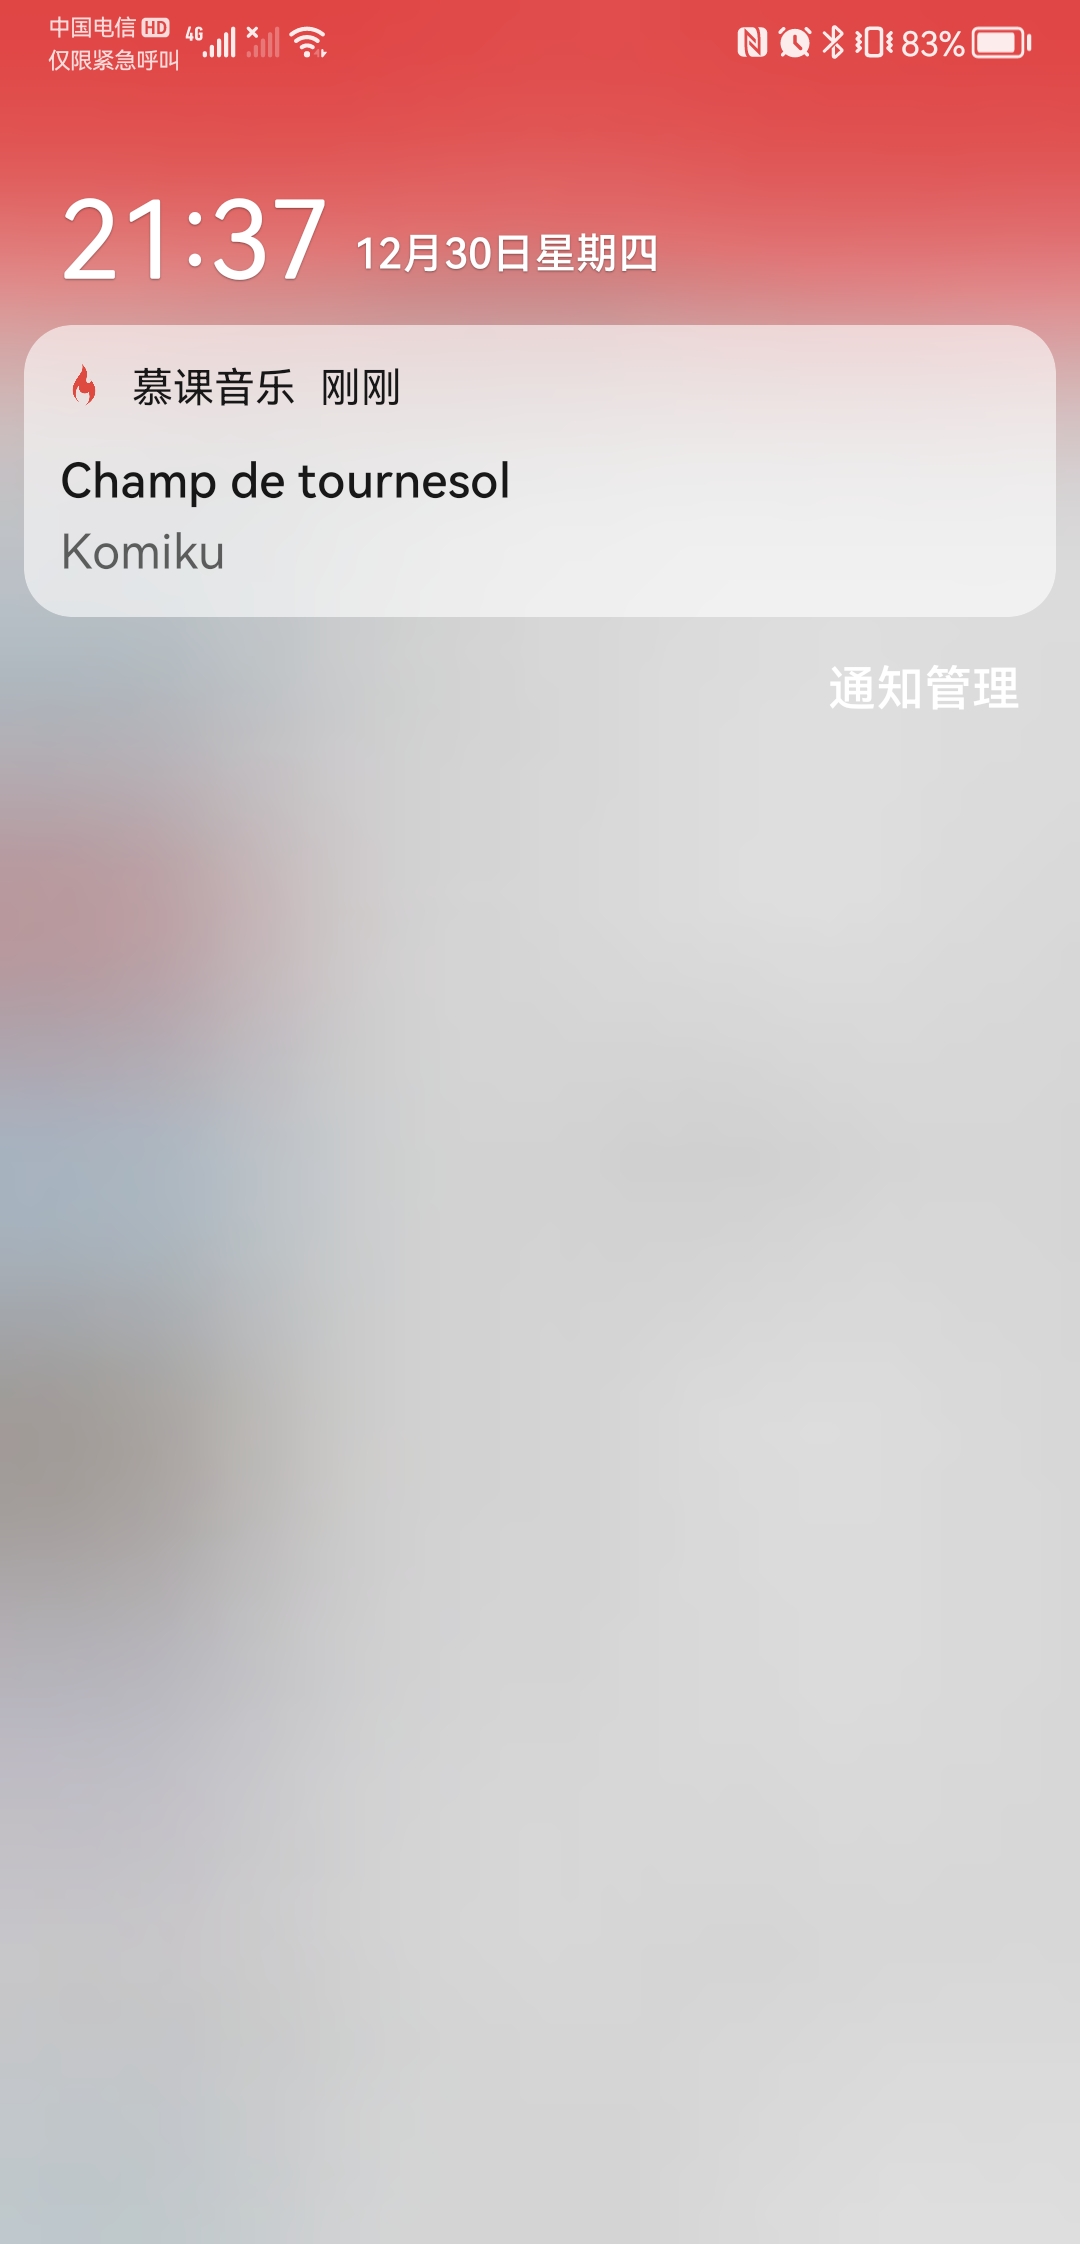 中国电信 HD 4G
仅限紧急呼叫
83%
21:37 12月30日星期四
慕课音乐 刚刚
Champ de tournesol
Komiku
通知管理